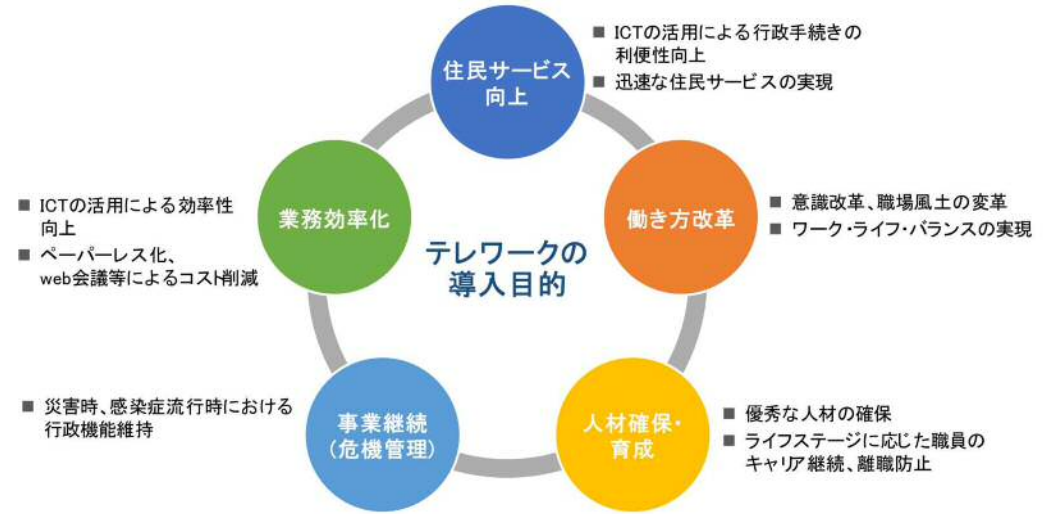 住民サービス
向上
■ ICTの活用による行政手続きの
利便性向上
■ 迅速な住民サービスの実現
働き方改革
■ 意識改革、職場風土の変革
■ ワーク・ライフ・バランスの実現
人材確保・
育成
■ 優秀な人材の確保
■ ライフステージに応じた職員の
キャリア継続、離職防止
事業継続
(危機管理)
■ 災害時、感染症流行時における
行政機能維持
業務効率化
■ ICTの活用による効率性
向上
■ ペーパーレス化、
web会議等によるコスト削減
テレワークの
導入目的